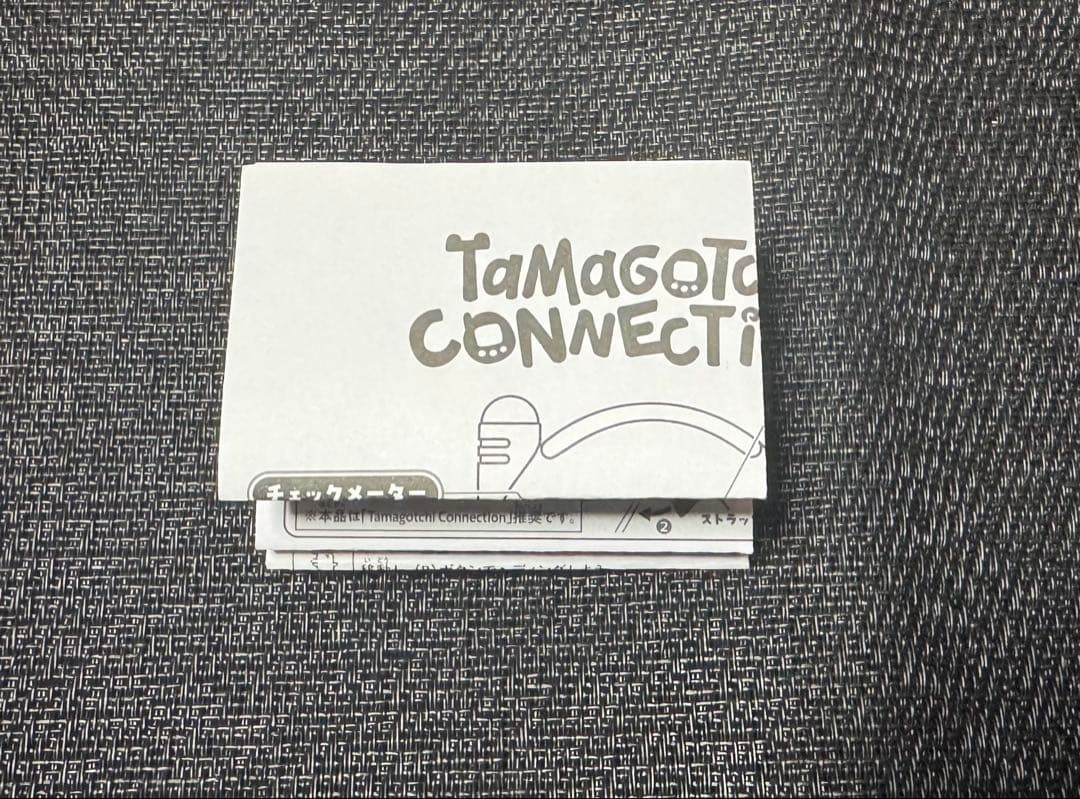 TamaGoTc
CONNECTi
チェックメーター
※本品は「Tamagotchi Connection」推奨です。
❷
ストラッ